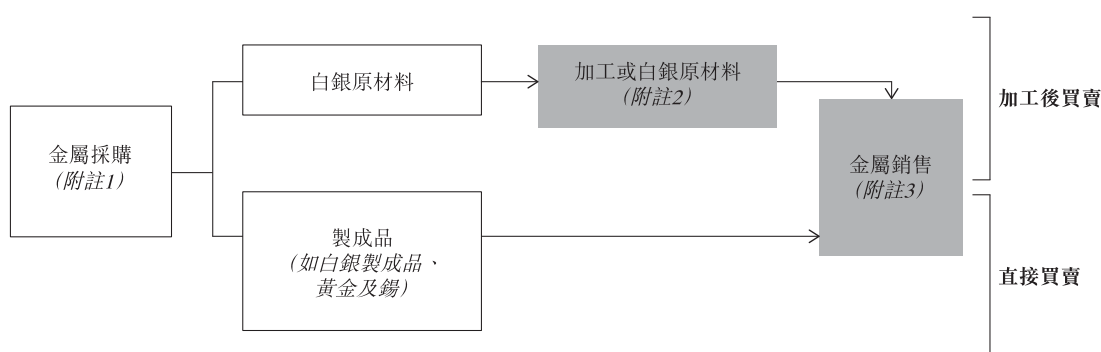 金屬採購
(附註1)
白銀原材料
製成品
(如白銀製成品、
黃金及鍚)
加工或白銀原材料
(附註2)
金屬銷售
(附註3)
加工後買賣
直接買賣